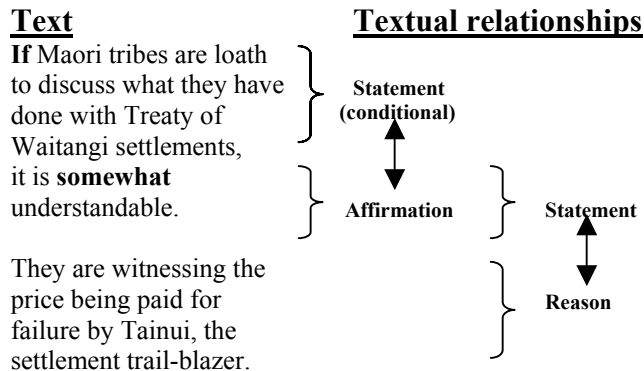 Text Textual relationships
If Maori tribes are loath
to discuss what they have
done with Treaty of
Waitangi settlements,
Statement
(conditional)
it is somewhat
understandable.
Affirmation
Statement
They are witnessing the
price being paid for
failure by Tainui, the
settlement trail-blazer.
Reason